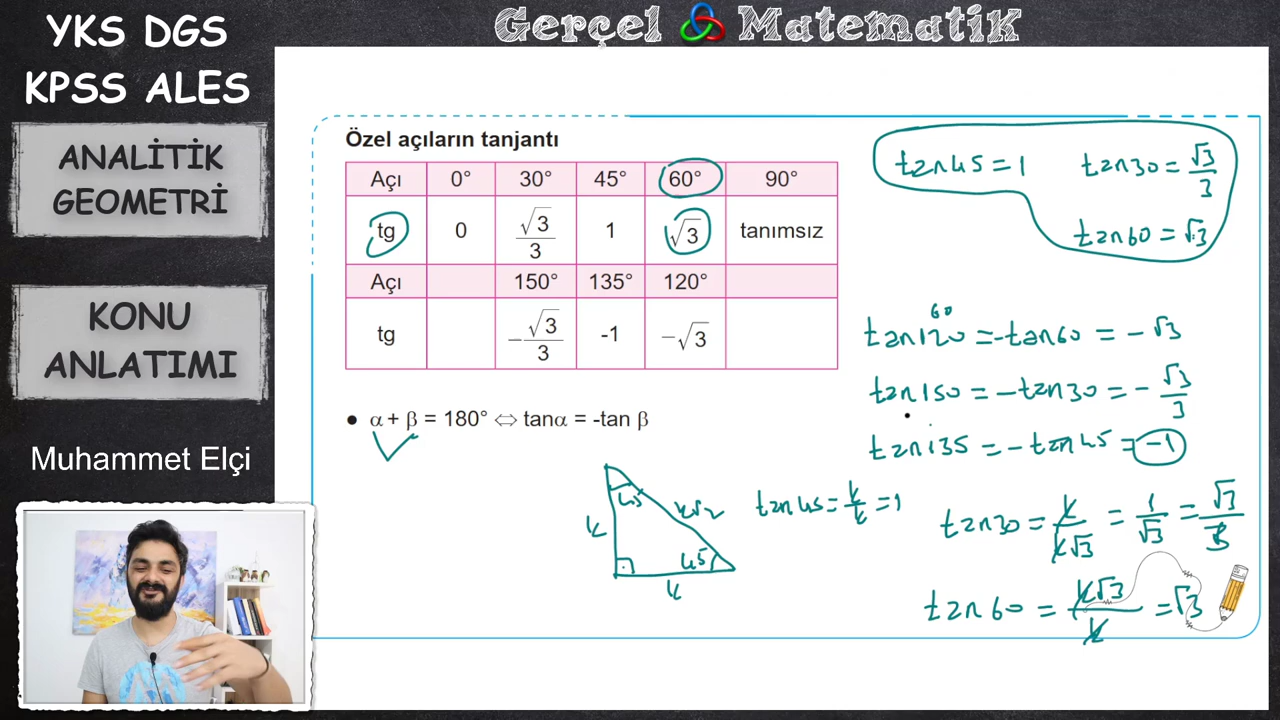 YKS DGS
KPSS ALES
Gerçel Matematik
ANALİTİK
GEOMETRİ
KONU
ANLATIMI
Muhammet Elçi
Özel açıların tanjantı
Açı 0° 30° 45° 60° 90°
tg 0 √3/3 1 √3 tanımsız
Açı 150° 135° 120°
tg -√3/3 -1 -√3
• α + β = 180° ⇔ tanα = -tan β
tan45 = 1 tan30 = √3/3
tan60 = √3
60
tan120 = -tan60 = -√3
tan150 = -tan30 = -√3/3
tan135 = -tan45 = -1
45
k
k√2
45
k
tan45 = k/k = 1
tan30 = k/k√3 = 1/√3 = √3/3
tan60 = k√3/k = √3